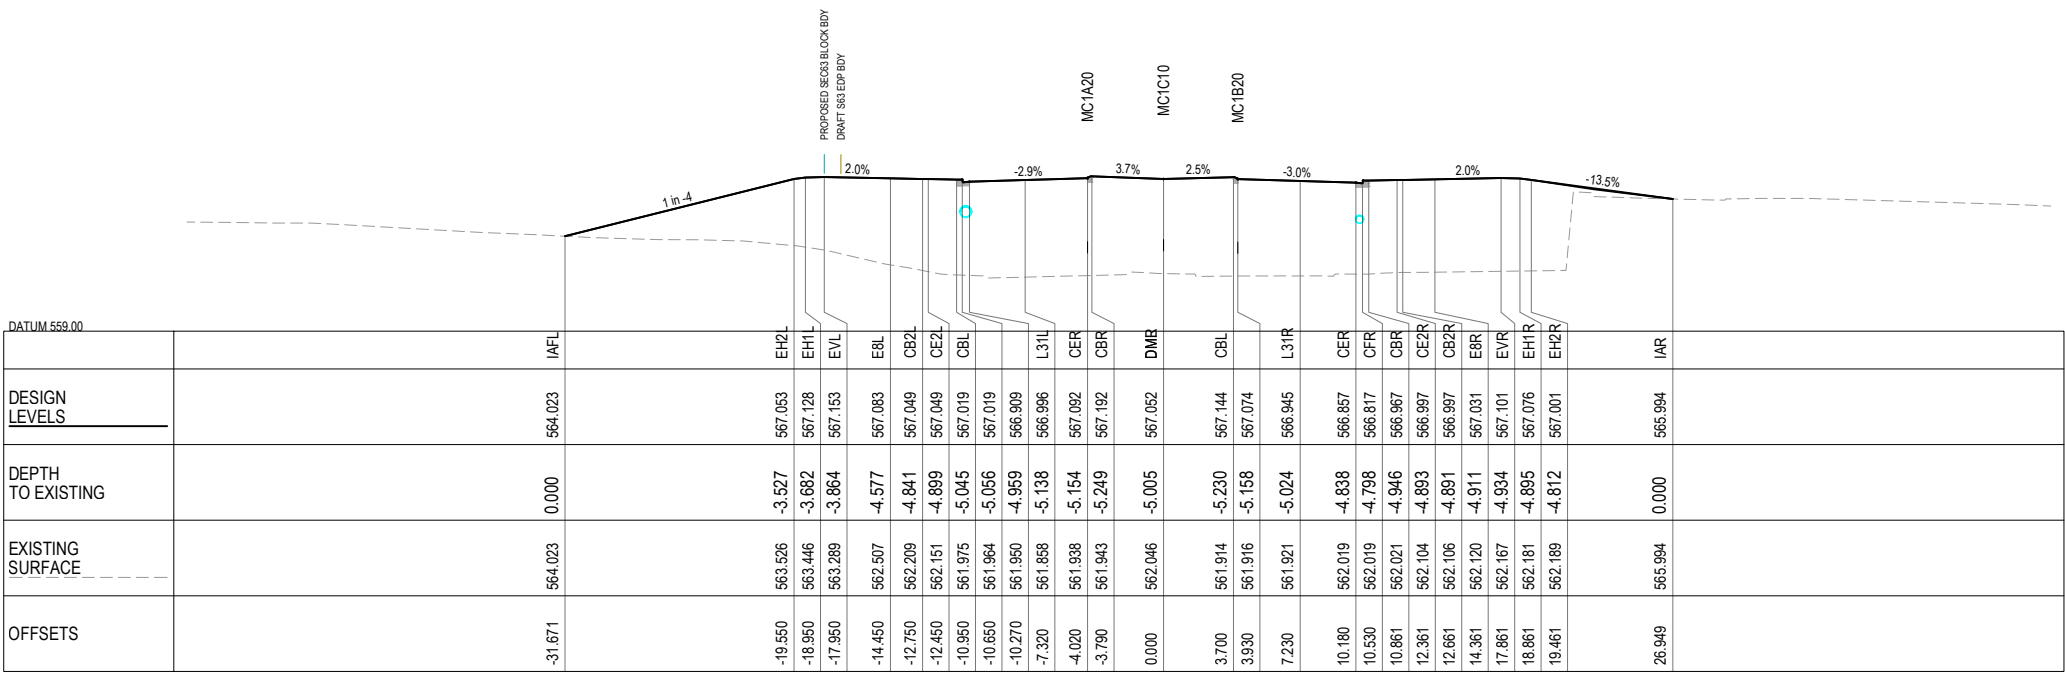 PROPOSED SEC63 BLOCK BDY
DRAFT S63 EDP BDY
MC1A20
MC1C10
MC1B20
1 in -4
2.0%
-2.9%
3.7%
2.5%
-3.0%
2.0%
-13.5%
DATUM 559.00
IAFL EH2L EH1L EVL E8L CB2L CE2L CBL L31L CER CBR DMB CBL L31R CER CFR CBR CE2R CB2R E8R EVR EH1R EH2R IAR
DESIGN
LEVELS
564.023 567.053 567.128 567.153 567.083 567.049 567.049 567.019 567.019 566.909 566.996 567.092 567.192 567.052 567.144 567.074 566.945 566.857 566.817 566.967 566.997 566.997 567.031 567.101 567.076 567.001 565.994
DEPTH
TO EXISTING
0.000 -3.527 -3.682 -3.864 -4.577 -4.841 -4.899 -5.045 -5.056 -4.959 -5.138 -5.154 -5.249 -5.005 -5.230 -5.158 -5.024 -4.838 -4.798 -4.946 -4.893 -4.891 -4.911 -4.934 -4.895 -4.812 0.000
EXISTING
SURFACE
564.023 563.526 563.446 563.289 562.507 562.209 562.151 561.975 561.964 561.950 561.858 561.938 561.943 562.046 561.914 561.916 561.921 562.019 562.019 562.021 562.104 562.106 562.120 562.167 562.181 562.189 565.994
OFFSETS
-31.671 -19.550 -18.950 -17.950 -14.450 -12.750 -12.450 -10.950 -10.650 -10.270 -7.320 -4.020 -3.790 0.000 3.700 3.930 7.230 10.180 10.530 10.861 12.361 12.661 14.361 17.861 18.861 19.461 26.949